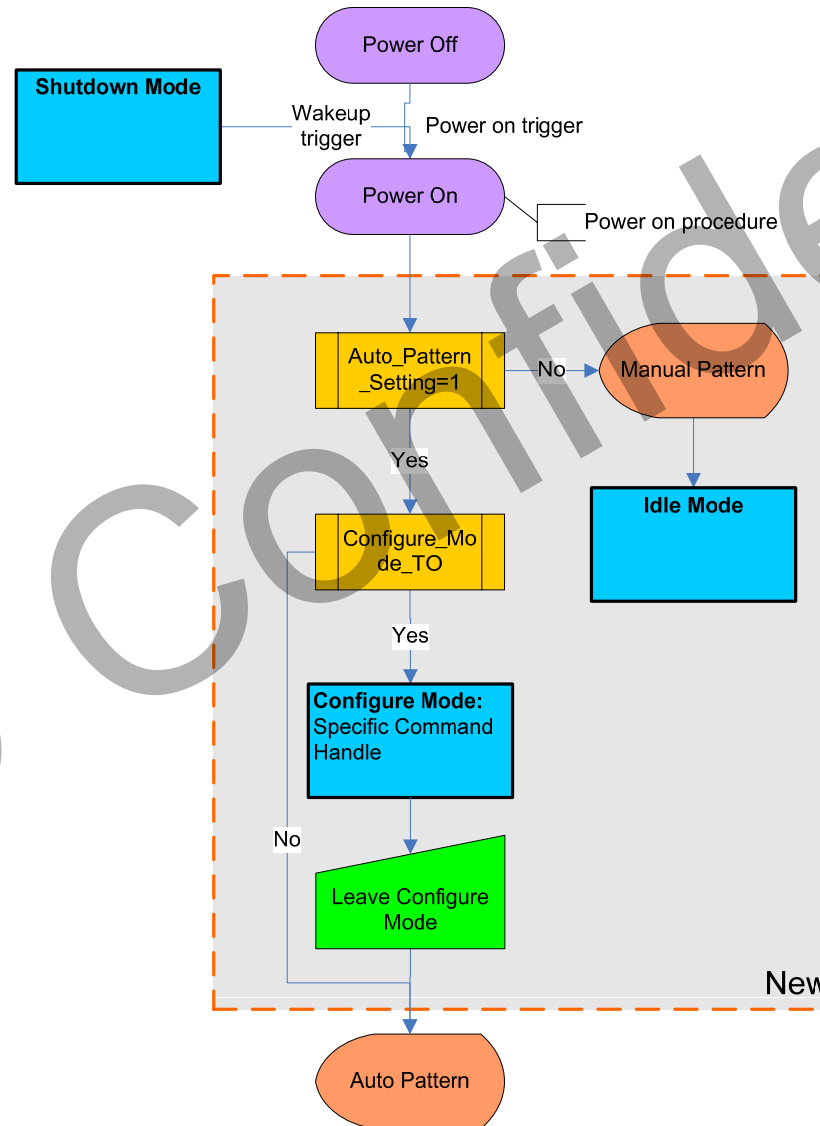 Power Off
Shutdown Mode
Wakeup
trigger
Power on trigger
Power On
Power on procedure
Auto_Pattern
_Setting=1
No
Manual Pattern
Yes
Idle Mode
Configure_Mo
de_TO
Yes
Configure Mode:
Specific Command
Handle
No
Leave Configure
Mode
New
Auto Pattern
Confide